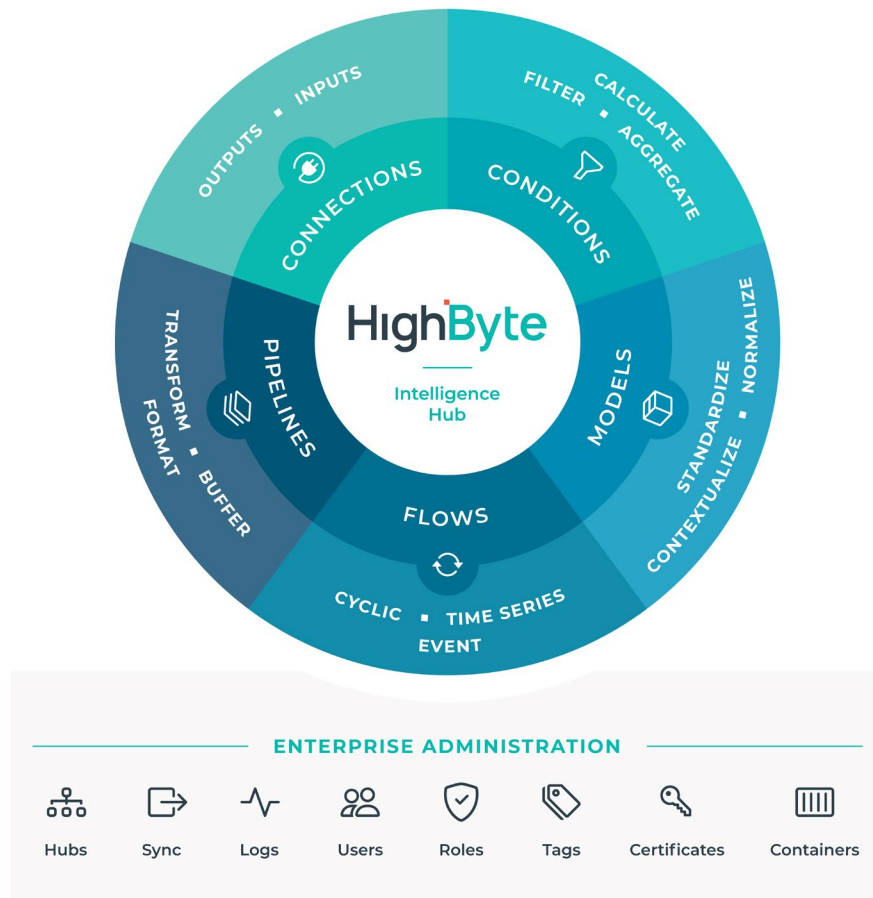 OUTPUTS ▪ INPUTS
CONNECTIONS
CALCULATE
FILTER ▪ AGGREGATE
CONDITIONS
NORMALIZE
STANDARDIZE ▪
CONTEXTUALIZE
MODELS
FLOWS
CYCLIC ▪ TIME SERIES
EVENT
PIPELINES
TRANSFORM ▪ BUFFER
FORMAT
HighByte
Intelligence
Hub
ENTERPRISE ADMINISTRATION
Hubs Sync Logs Users Roles Tags Certificates Containers